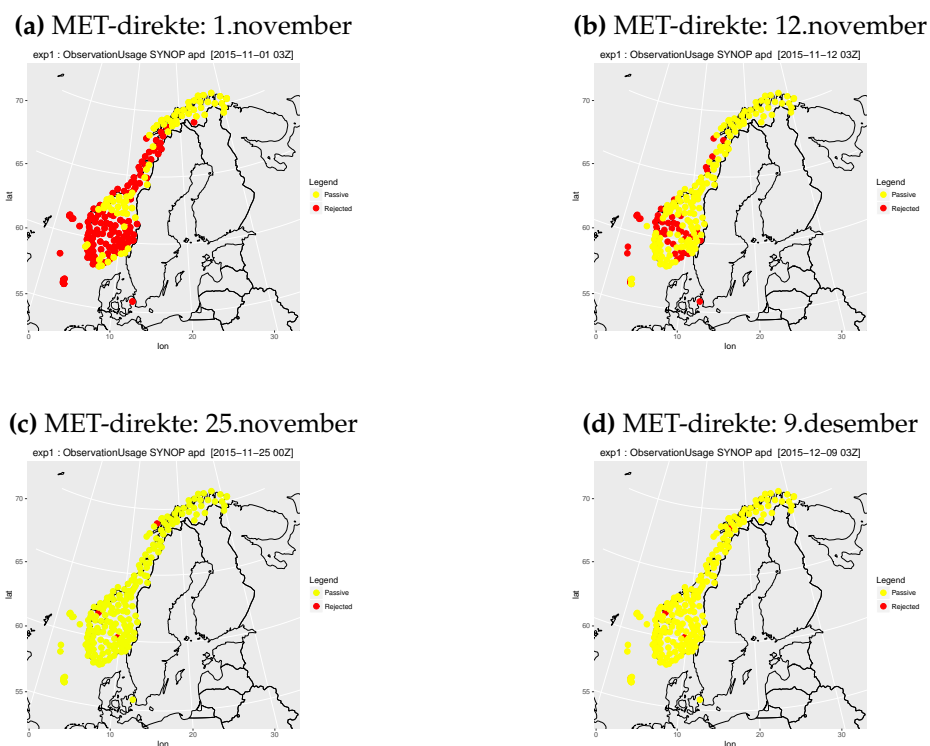 (a) MET-direkte: 1.november
exp1 : ObservationUsage SYNOP apd [2015−11−01 03Z]
70
65
60
55
lat
10
20
30
lon
Legend
Passive
Rejected
(b) MET-direkte: 12.november
exp1 : ObservationUsage SYNOP apd [2015−11−12 03Z]
70
65
60
55
lat
10
20
30
lon
Legend
Passive
Rejected
(c) MET-direkte: 25.november
exp1 : ObservationUsage SYNOP apd [2015−11−25 00Z]
70
65
60
55
lat
10
20
30
lon
Legend
Passive
Rejected
(d) MET-direkte: 9.desember
exp1 : ObservationUsage SYNOP apd [2015−12−09 03Z]
70
65
60
55
lat
10
20
30
lon
Legend
Passive
Rejected